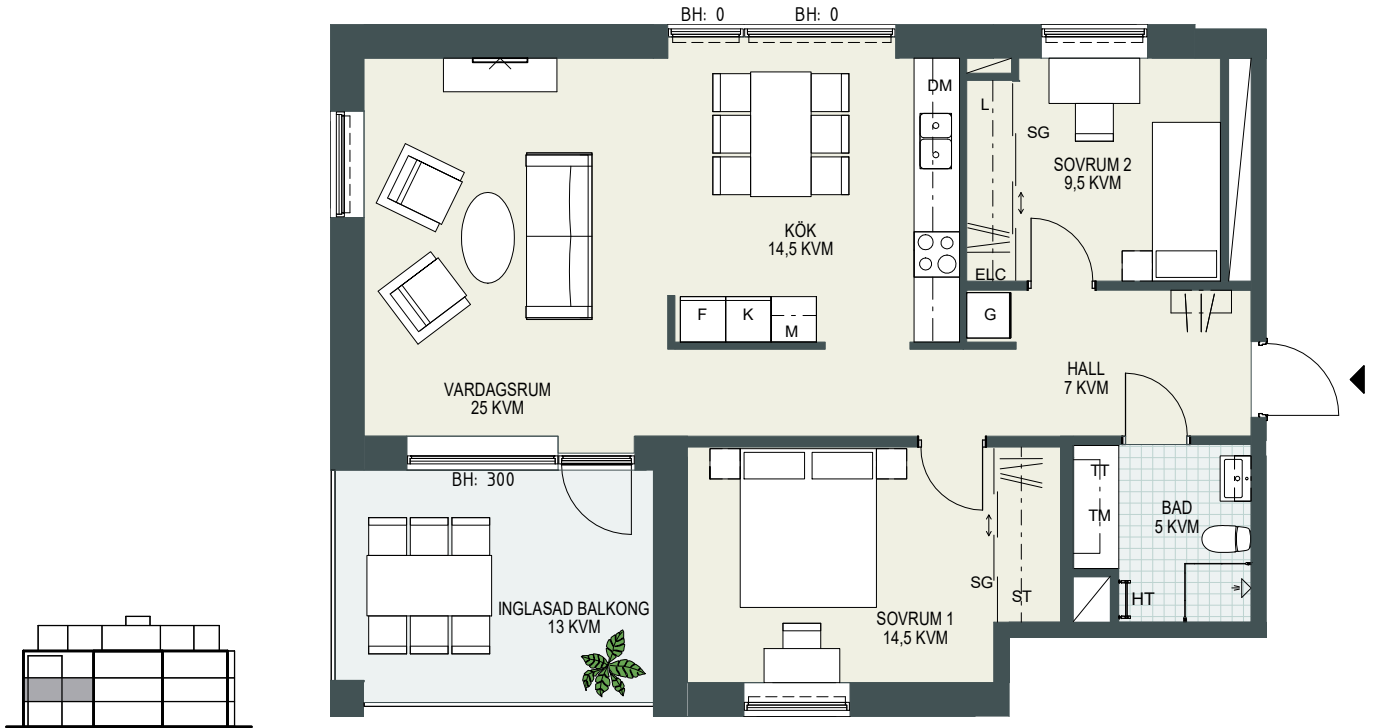 BH: 0 BH: 0
DM
L
SG
SOVRUM 2
9,5 KVM
KÖK
14,5 KVM
ELC
F K M
G
HALL
7 KVM
VARDAGSRUM
25 KVM
BH: 300
TT
TM
BAD
5 KVM
SG
ST
HT
INGLASAD BALKONG
13 KVM
SOVRUM 1
14,5 KVM